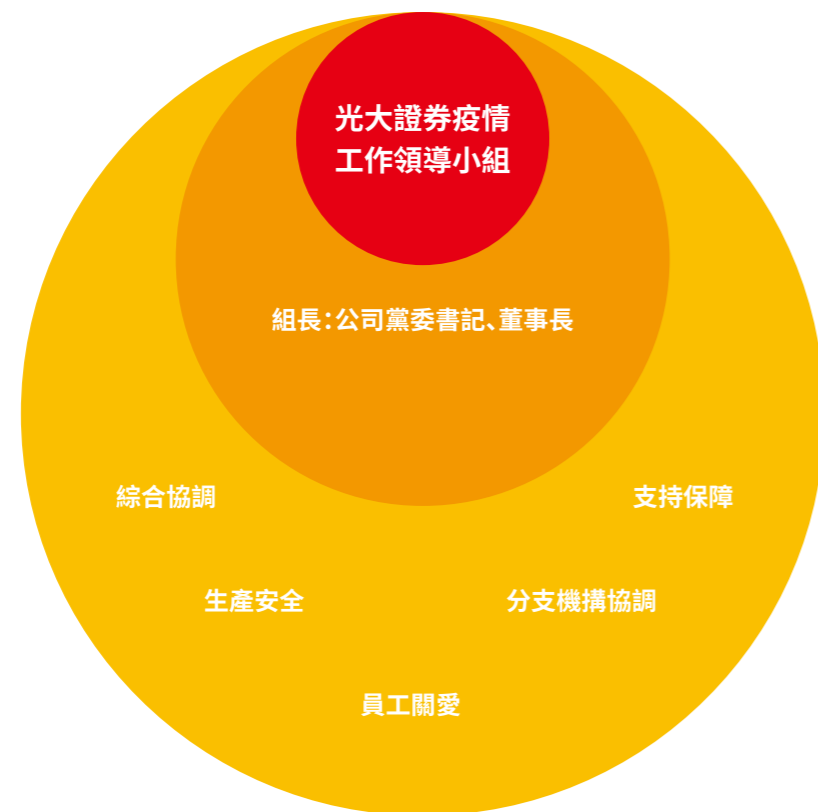 光大證券疫情
工作領導小組
組長：公司黨委書記、董事長
綜合協調
支持保障
生產安全
分支機搆協調
員工關愛